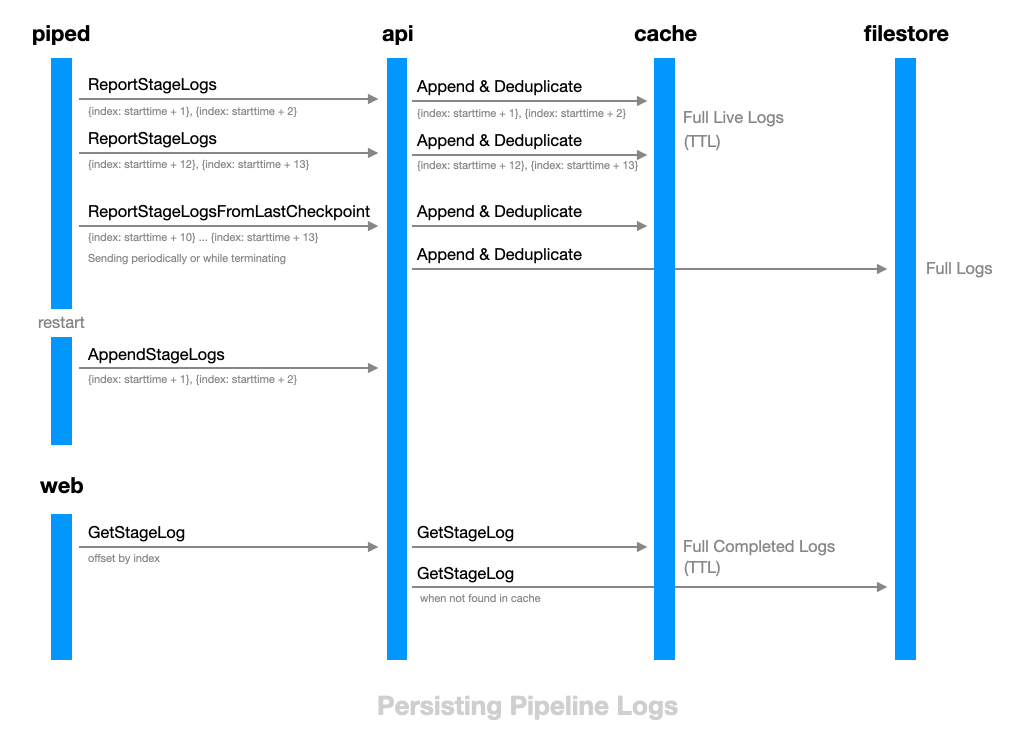 piped api cache filestore
ReportStageLogs
{index: starttime + 1}, {index: starttime + 2}
Append & Deduplicate
{index: starttime + 1}, {index: starttime + 2}
Full Live Logs
(TTL)
ReportStageLogs
{index: starttime + 12}, {index: starttime + 13}
Append & Deduplicate
{index: starttime + 12}, {index: starttime + 13}
ReportStageLogsFromLastCheckpoint
{index: starttime + 10} ... {index: starttime + 13}
Sending periodically or while terminating
Append & Deduplicate
Append & Deduplicate
Full Logs
restart
AppendStageLogs
{index: starttime + 1}, {index: starttime + 2}
web
GetStageLog
offset by index
GetStageLog
Full Completed Logs
(TTL)
GetStageLog
when not found in cache
Persisting Pipeline Logs